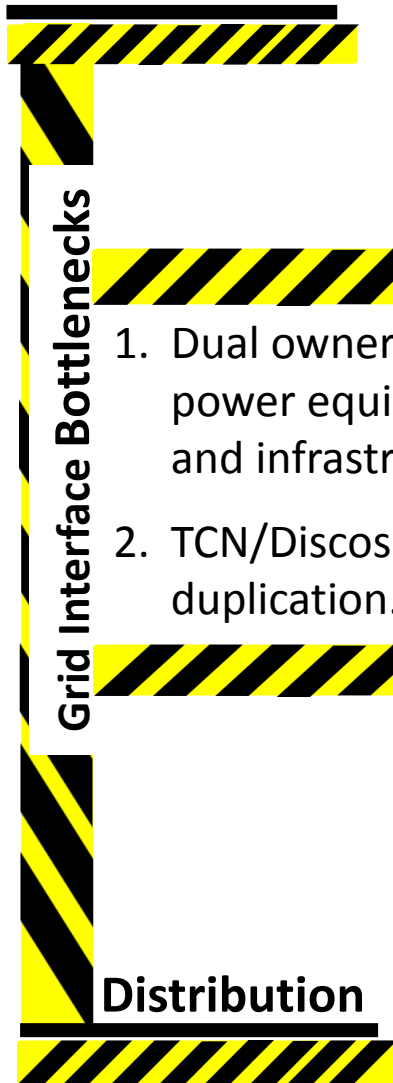 Grid Interface Bottlenecks
1. Dual owner
power equi
and infrastr
2. TCN/Discos
duplication.
Distribution